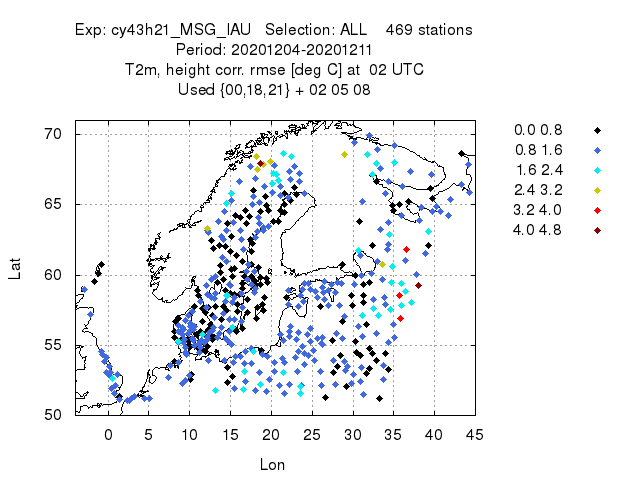 Exp: cy43h21_MSG_IAU Selection: ALL 469 stations
Period: 20201204-20201211
T2m, height corr. rmse [deg C] at 02 UTC
Used {00,18,21} + 02 05 08
70
65
60
55
50
Lat
0 5 10 15 20 25 30 35 40 45
Lon
0.0 0.8
0.8 1.6
1.6 2.4
2.4 3.2
3.2 4.0
4.0 4.8